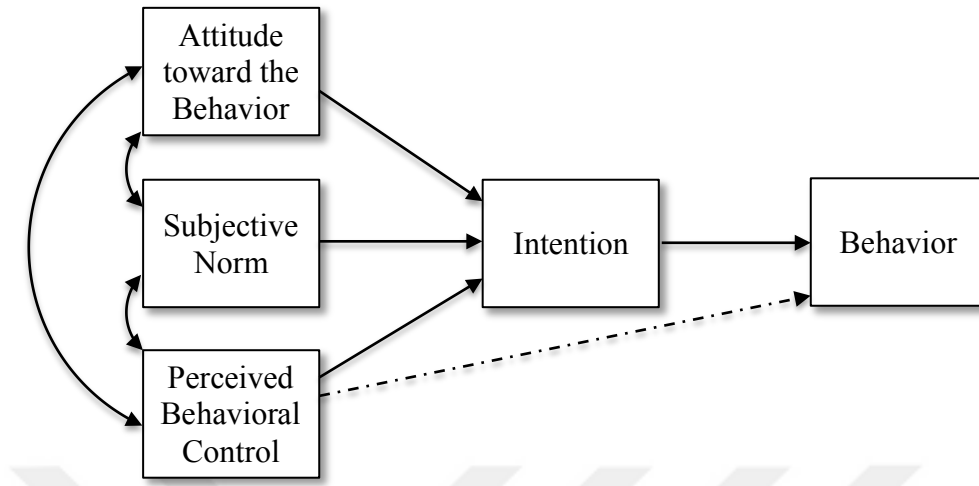 Attitude
toward the
Behavior
Subjective
Norm
Perceived
Behavioral
Control
Intention
Behavior